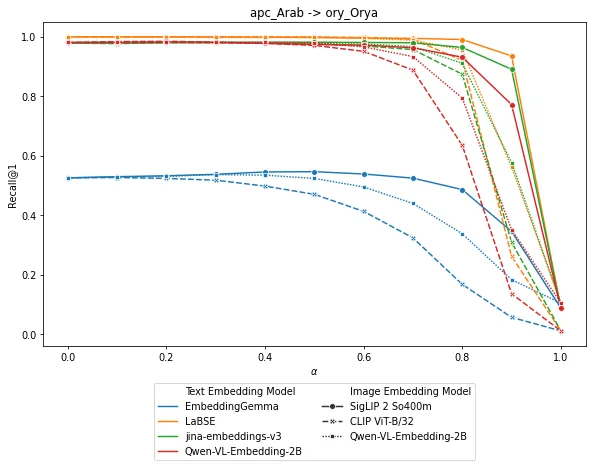 apc_Arab -> ory_Orya
Recall@1
1.0
0.8
0.6
0.4
0.2
0.0
0.0 0.2 0.4 0.6 0.8 1.0
α
Text Embedding Model
EmbeddingGemma
LaBSE
jina-embeddings-v3
Qwen-VL-Embedding-2B
Image Embedding Model
SigLIP 2 So400m
CLIP ViT-B/32
Qwen-VL-Embedding-2B